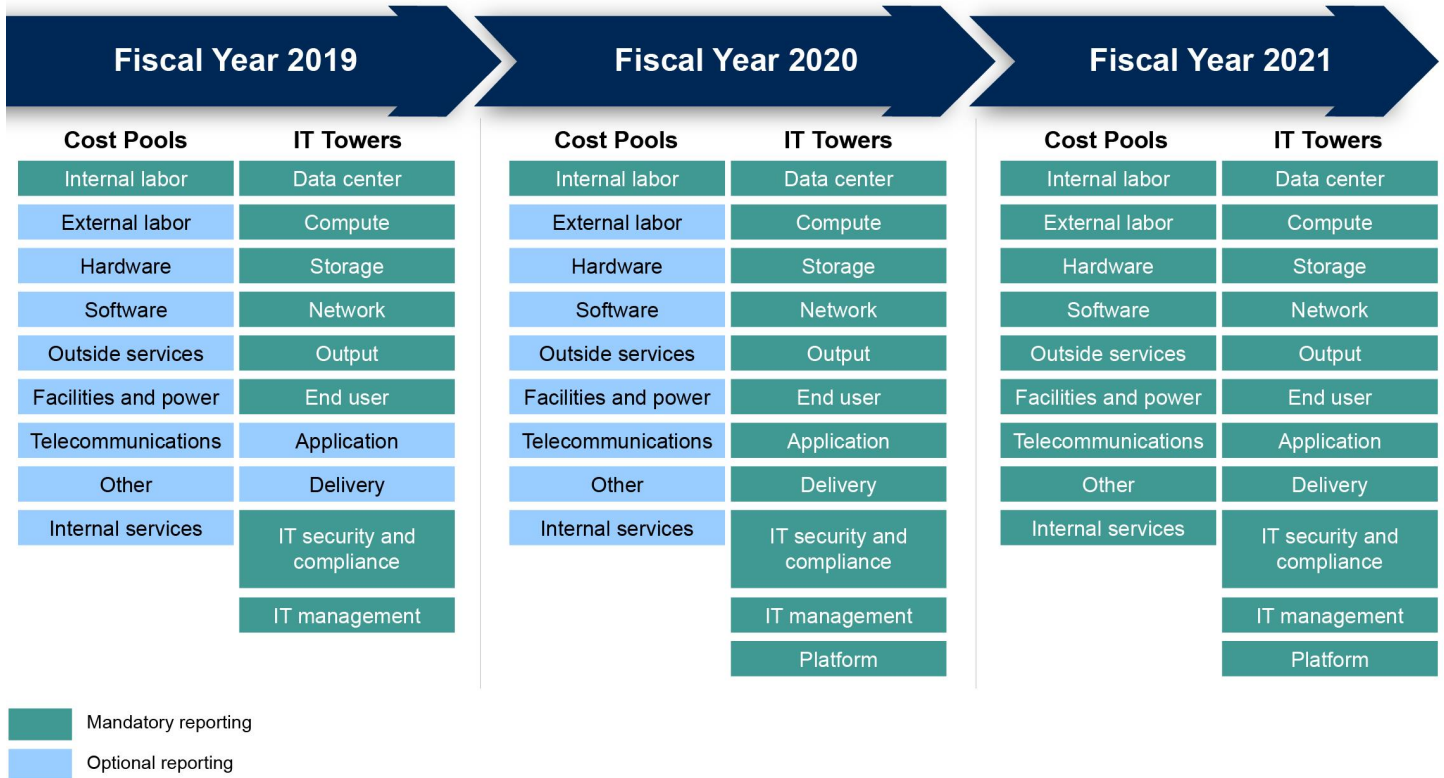 Fiscal Year 2019
Fiscal Year 2020
Fiscal Year 2021
Cost Pools
IT Towers
Internal labor
Data center
External labor
Compute
Hardware
Storage
Software
Network
Outside services
Output
Facilities and power
End user
Telecommunications
Application
Other
Delivery
Internal services
IT security and
compliance
IT management
Cost Pools
IT Towers
Internal labor
Data center
External labor
Compute
Hardware
Storage
Software
Network
Outside services
Output
Facilities and power
End user
Telecommunications
Application
Other
Delivery
Internal services
IT security and
compliance
IT management
Platform
Cost Pools
IT Towers
Internal labor
Data center
External labor
Compute
Hardware
Storage
Software
Network
Outside services
Output
Facilities and power
End user
Telecommunications
Application
Other
Delivery
Internal services
IT security and
compliance
IT management
Platform
Mandatory reporting
Optional reporting